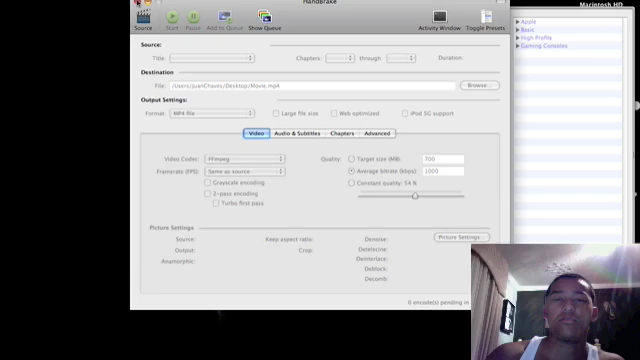 HandBrake
Macintosh HD
Source
Start
Pause
Add to Queue
Show Queue
Activity Window
Toggle Presets
Apple
Basic
High Profile
Gaming Consoles
Source:
Title:
Chapters:
through
Duration:
Destination
File: /Users/JuanChaves/Desktop/Movie.mp4
Browse...
Output Settings:
Format: MP4 file
Large file size
Web optimized
iPod 5G support
Video
Audio & Subtitles
Chapters
Advanced
Video Codec: FFmpeg
Quality:
Target size (MB): 700
Framerate (FPS): Same as source
Average bitrate (kbps): 1000
Grayscale encoding
Constant quality: 54 %
2-pass encoding
Turbo first pass
Picture Settings
Source:
Keep aspect ratio:
Denoise:
Picture Settings...
Output:
Crop:
Detelecine:
Anamorphic:
Deinterlace:
Deblock:
Decomb:
0 encode(s) pending in